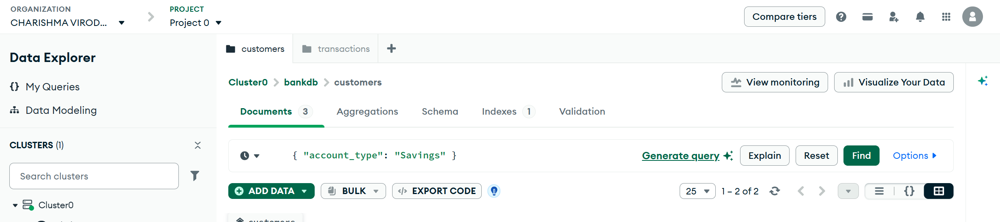 ORGANIZATION
CHARISHMA VIROD...
PROJECT
Project 0
Compare tiers
Data Explorer
My Queries
Data Modeling
CLUSTERS (1)
Search clusters
Cluster0
customers
transactions
Cluster0 > bankdb > customers
View monitoring
Visualize Your Data
Documents 3
Aggregations
Schema
Indexes 1
Validation
{ "account_type": "Savings" }
Generate query
Explain
Reset
Find
Options
ADD DATA
BULK
EXPORT CODE
25
1 – 2 of 2
customers